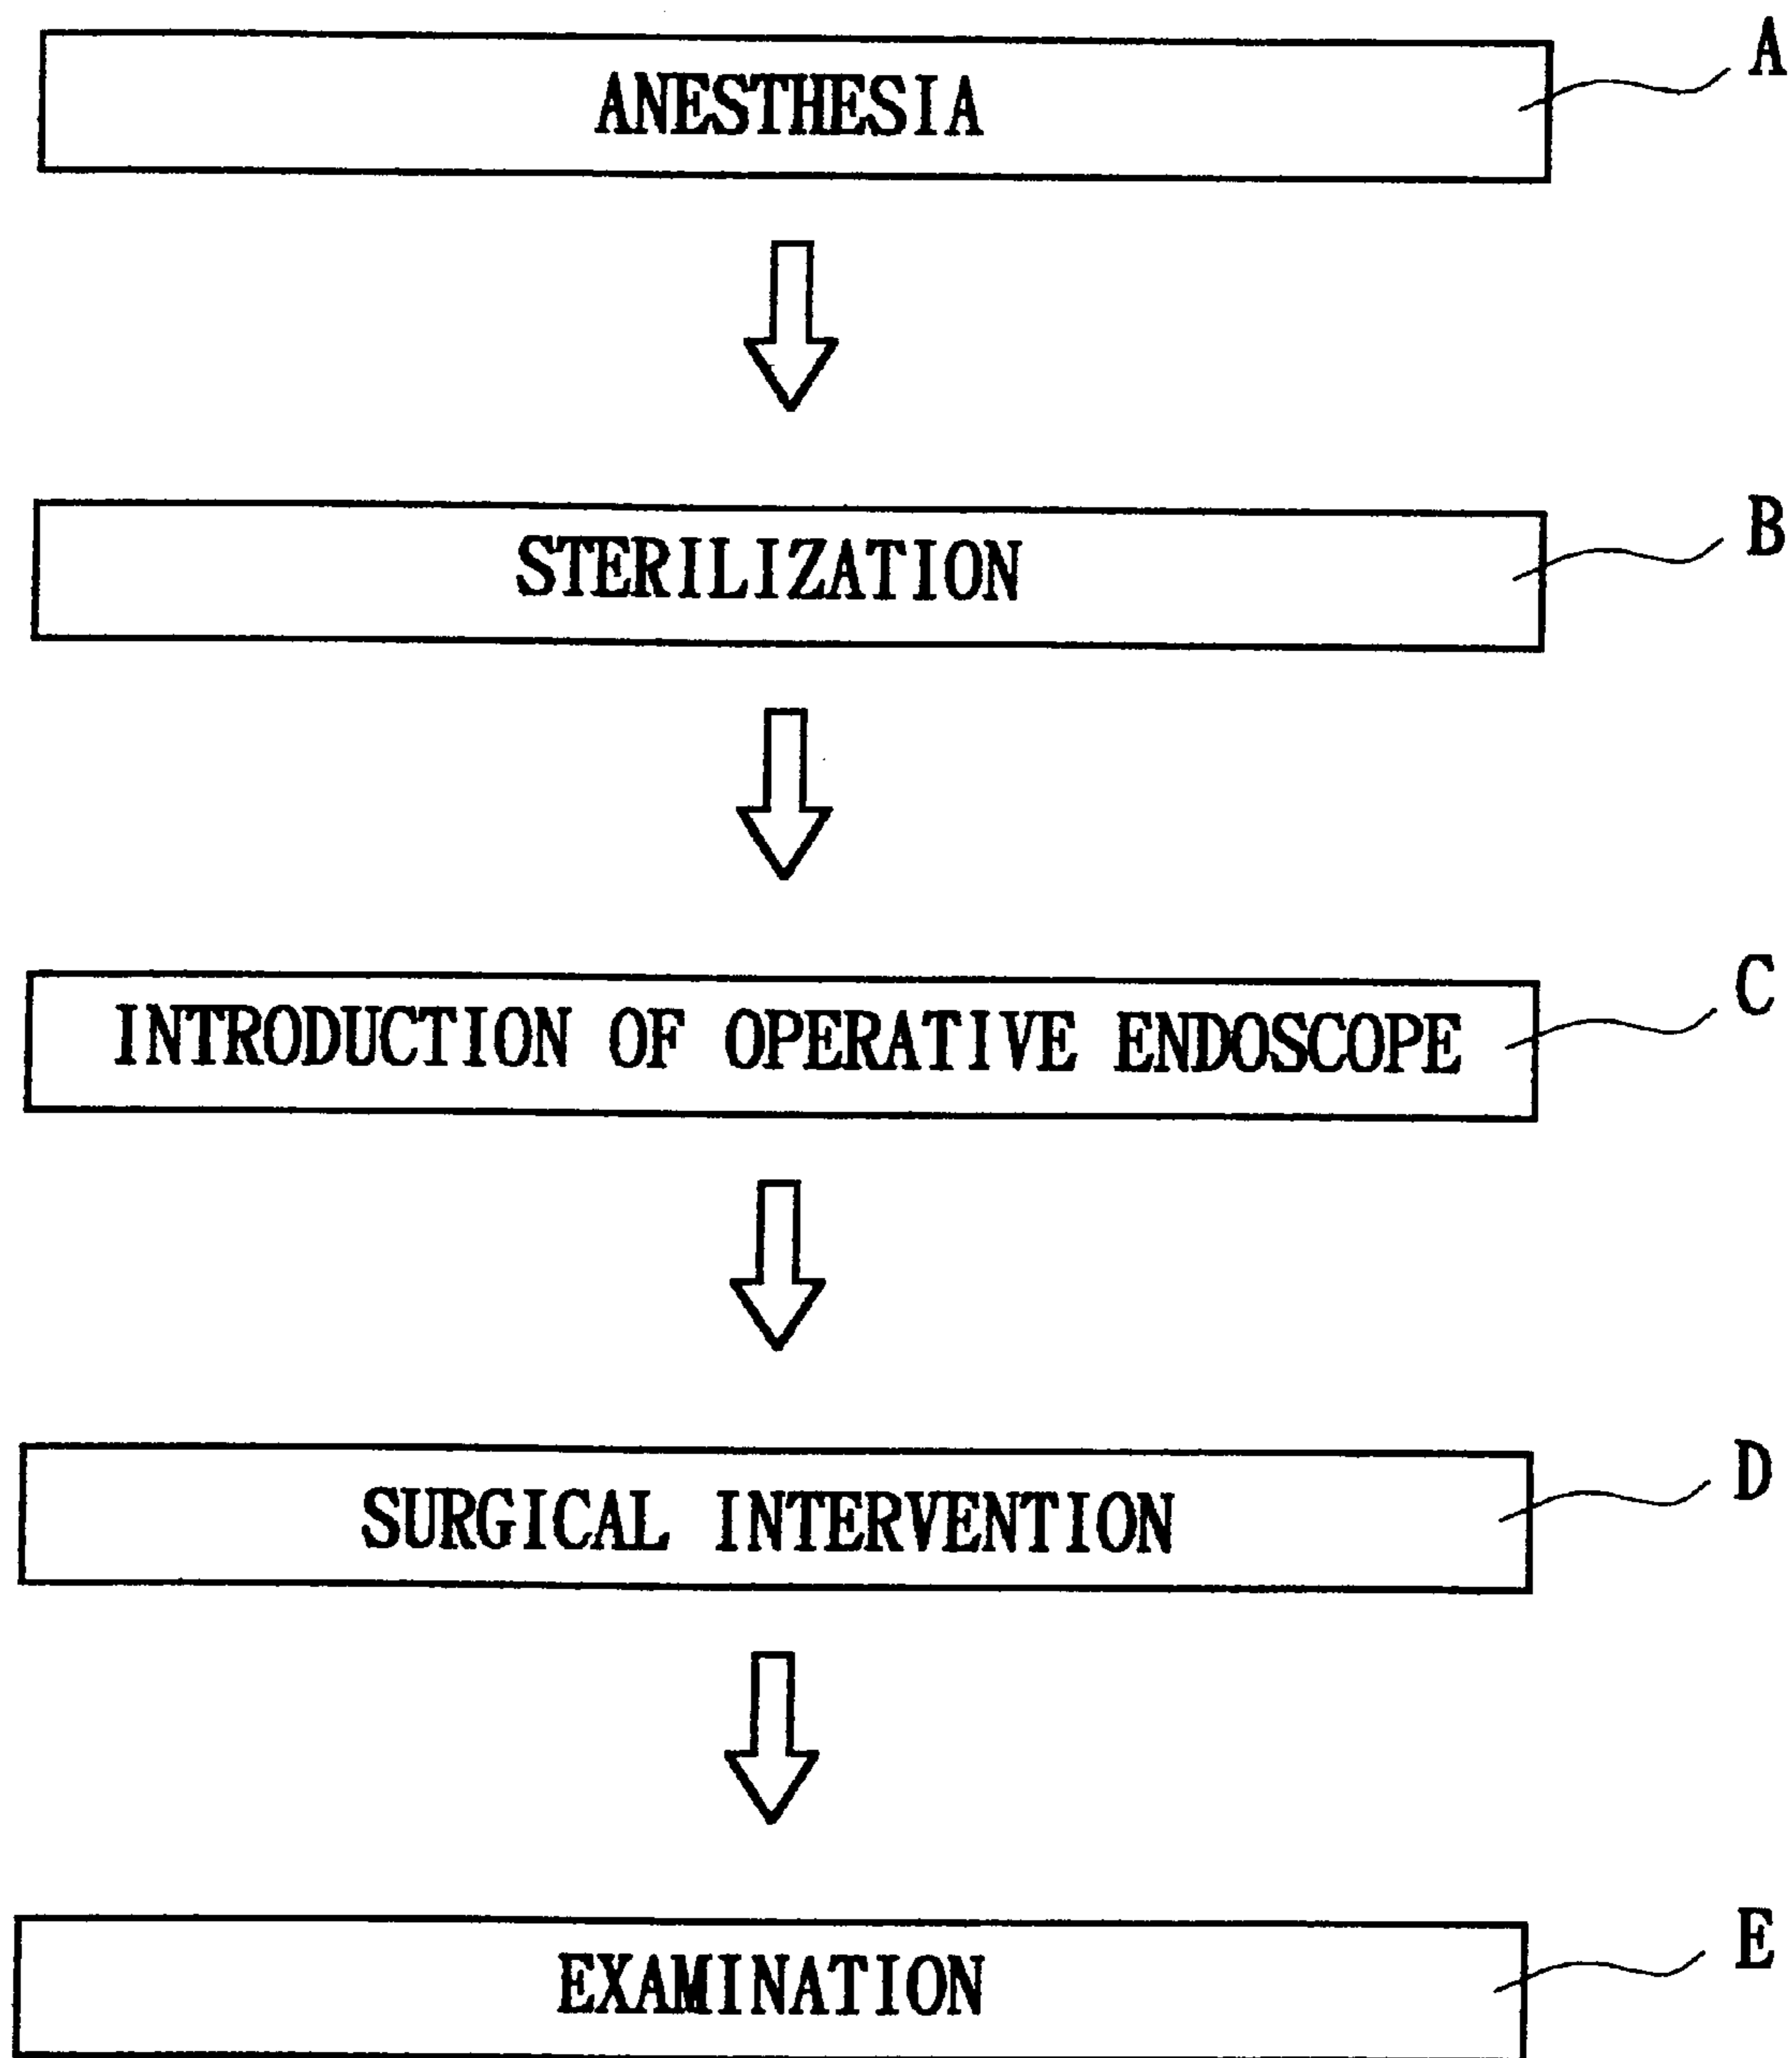 ANESTHESIA A
STERILIZATION B
INTRODUCTION OF OPERATIVE ENDOSCOPE C
SURGICAL INTERVENTION D
EXAMINATION E